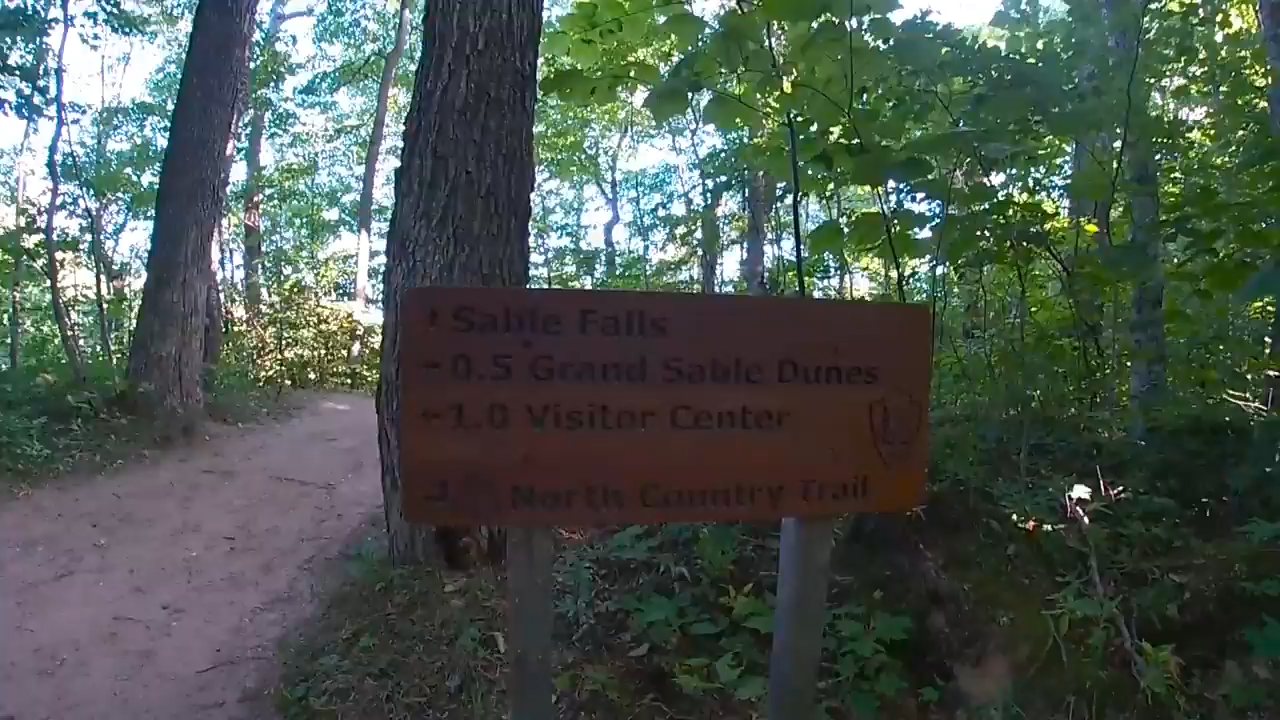 ↑ Sable Falls
←0.5 Grand Sable Dunes
←1.0 Visitor Center
North Country Trail